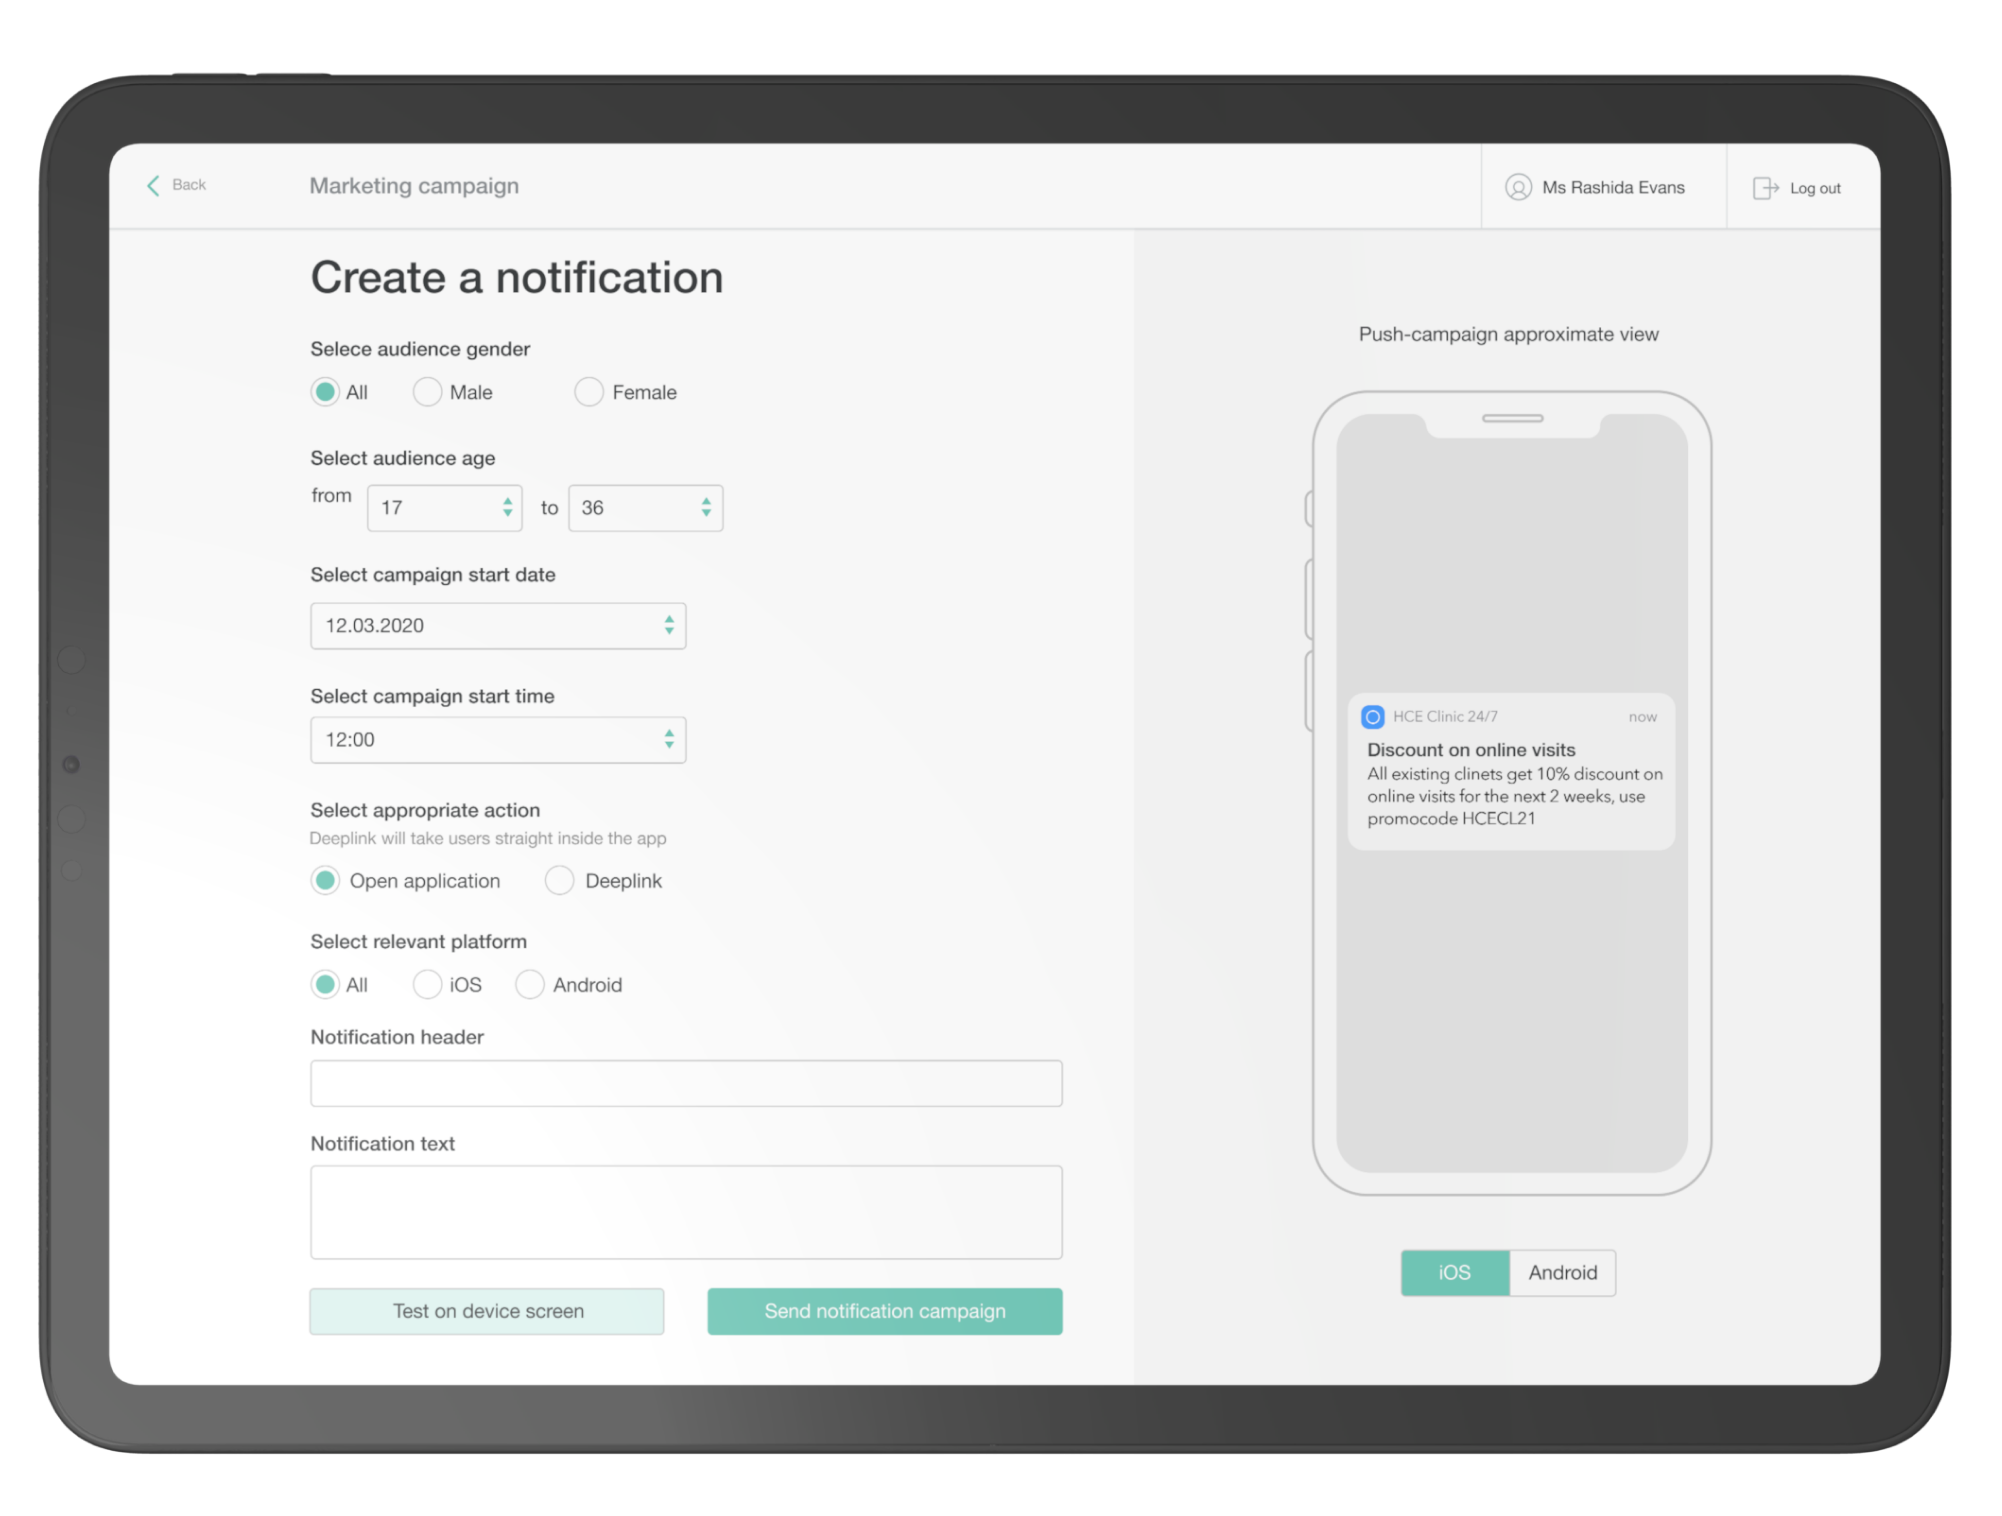 Back
Marketing campaign
Ms Rashida Evans
Log out
Create a notification
Selece audience gender
All
Male
Female
Select audience age
from
17
to
36
Select campaign start date
12.03.2020
Select campaign start time
12:00
Select appropriate action
Deeplink will take users straight inside the app
Open application
Deeplink
Select relevant platform
All
iOS
Android
Notification header
Notification text
Test on device screen
Send notification campaign
Push-campaign approximate view
HCE Clinic 24/7
now
Discount on online visits
All existing clinets get 10% discount on
online visits for the next 2 weeks, use
promocode HCECL21
iOS
Android